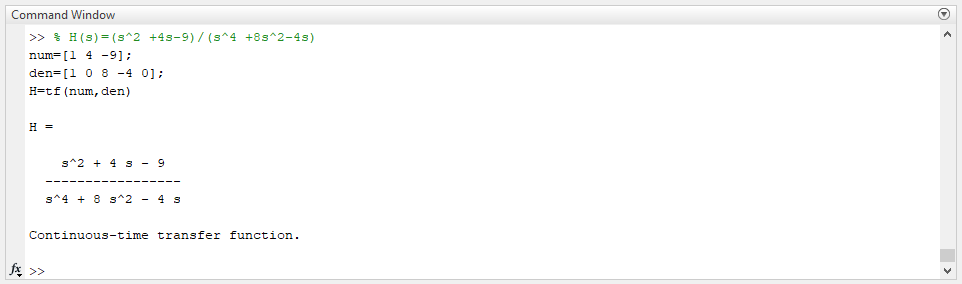 Command Window
>> % H(s)=(s^2 +4s-9)/(s^4 +8s^2-4s)
num=[1 4 -9];
den=[1 0 8 -4 0];
H=tf(num,den)
H =
s^2 + 4 s - 9
-----------------
s^4 + 8 s^2 - 4 s
Continuous-time transfer function.
fx >>